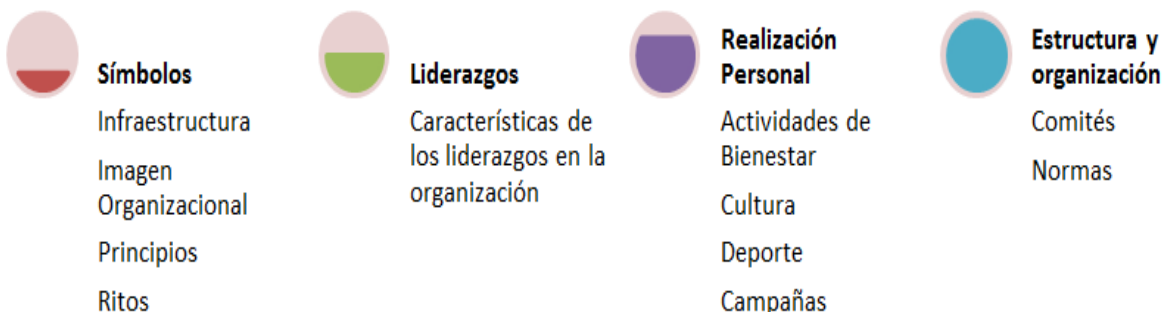 Símbolos
Infraestructura
Imagen
Organizacional
Principios
Ritos
Liderazgos
Características de
los liderazgos en la
organización
Realización
Personal
Actividades de
Bienestar
Cultura
Deporte
Campañas
Estructura y
organización
Comités
Normas